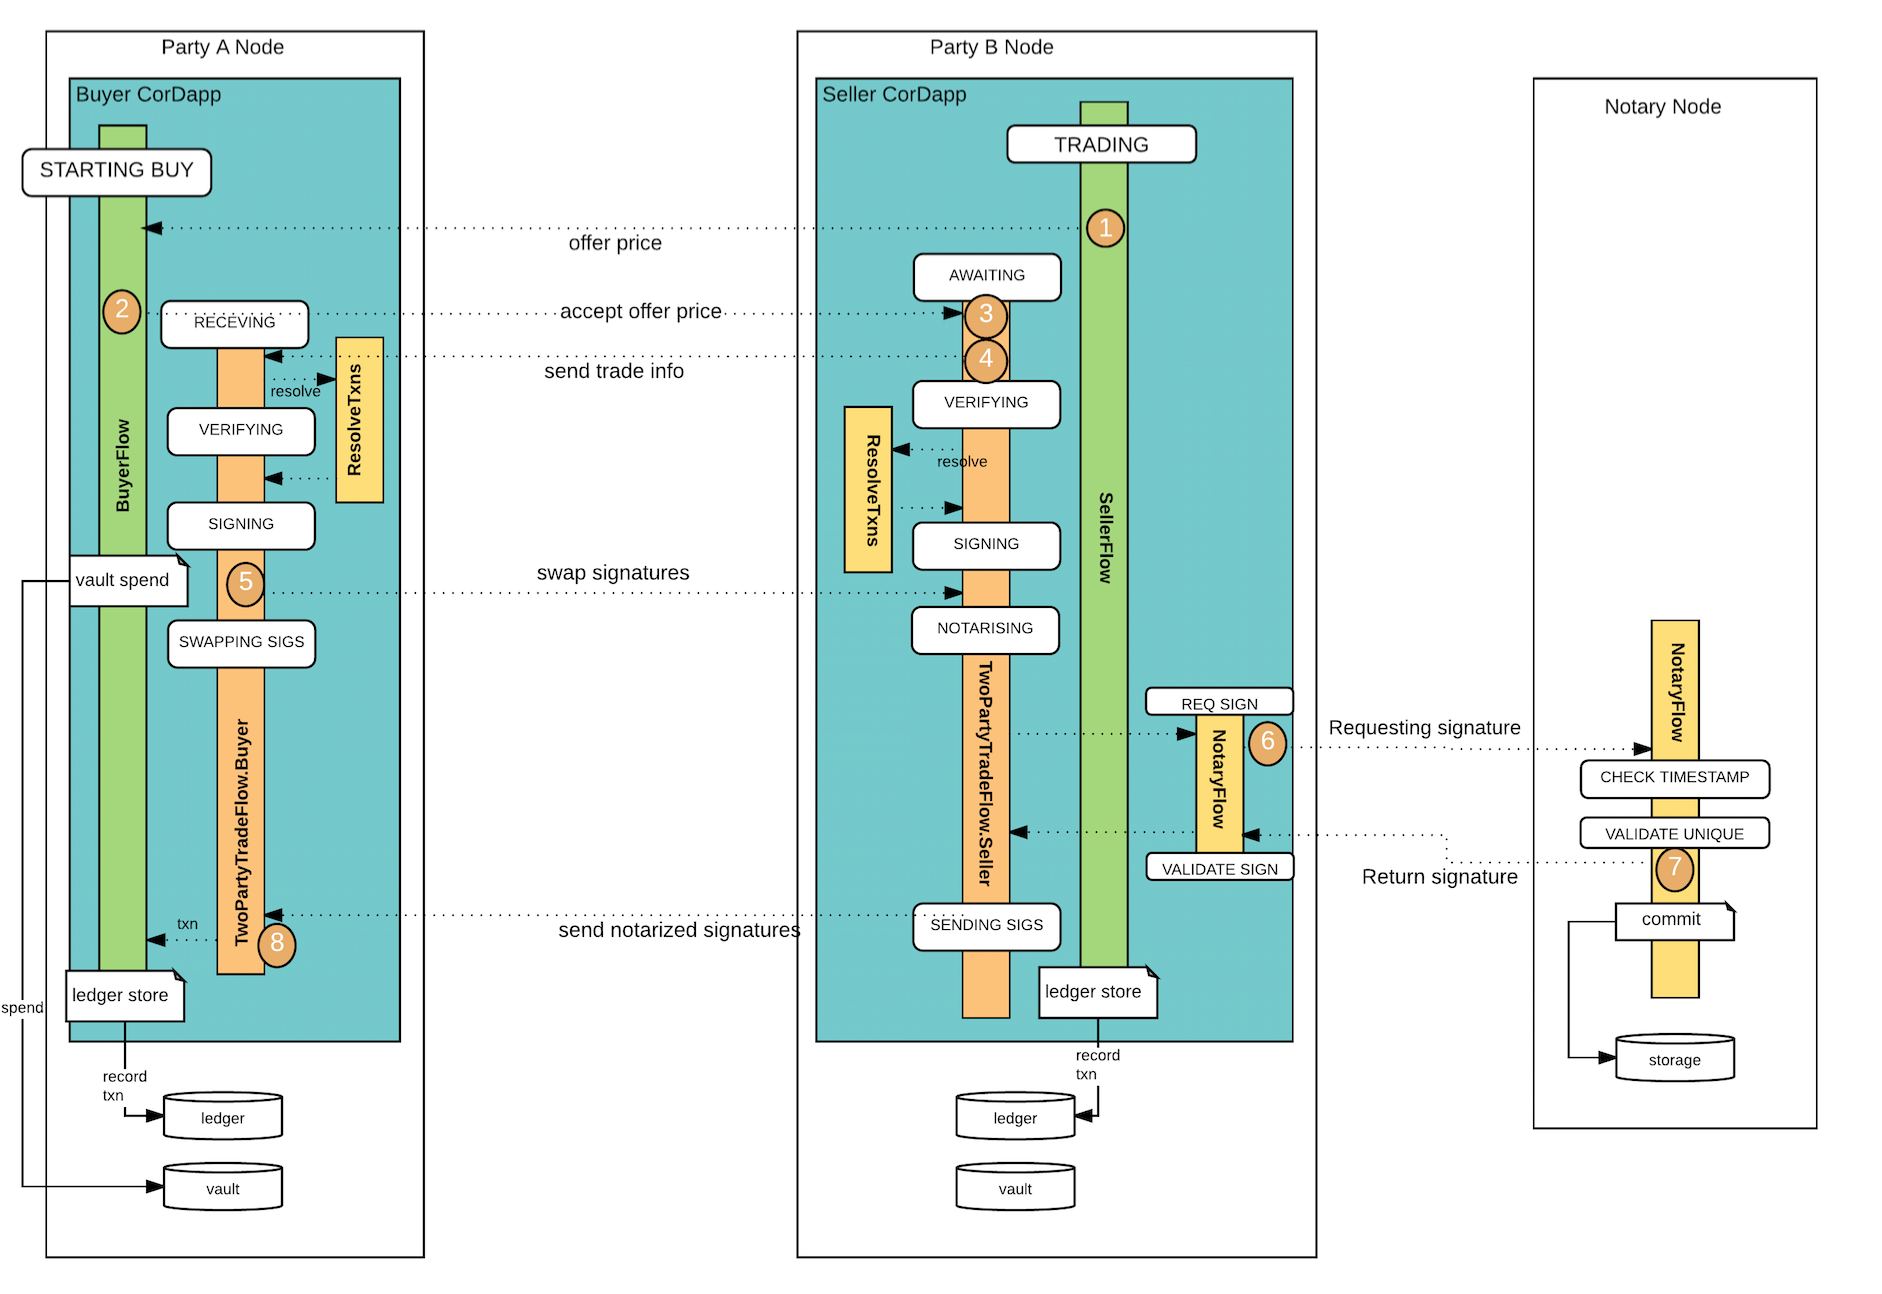 Party A Node
Buyer CorDapp
STARTING BUY
2
RECEVING
resolve
ResolveTxns
VERIFYING
BuyerFlow
SIGNING
vault spend
5
SWAPPING SIGS
TwoPartyTradeFlow.Buyer
txn
8
ledger store
spend
record
txn
ledger
vault
offer price
accept offer price
send trade info
swap signatures
send notarized signatures
Party B Node
Seller CorDapp
TRADING
1
AWAITING
3
4
VERIFYING
resolve
ResolveTxns
SIGNING
SellerFlow
NOTARISING
TwoPartyTradeFlow.Seller
REQ SIGN
NotaryFlow
6
VALIDATE SIGN
SENDING SIGS
ledger store
record
txn
ledger
vault
Requesting signature
Return signature
Notary Node
NotaryFlow
CHECK TIMESTAMP
VALIDATE UNIQUE
7
commit
storage